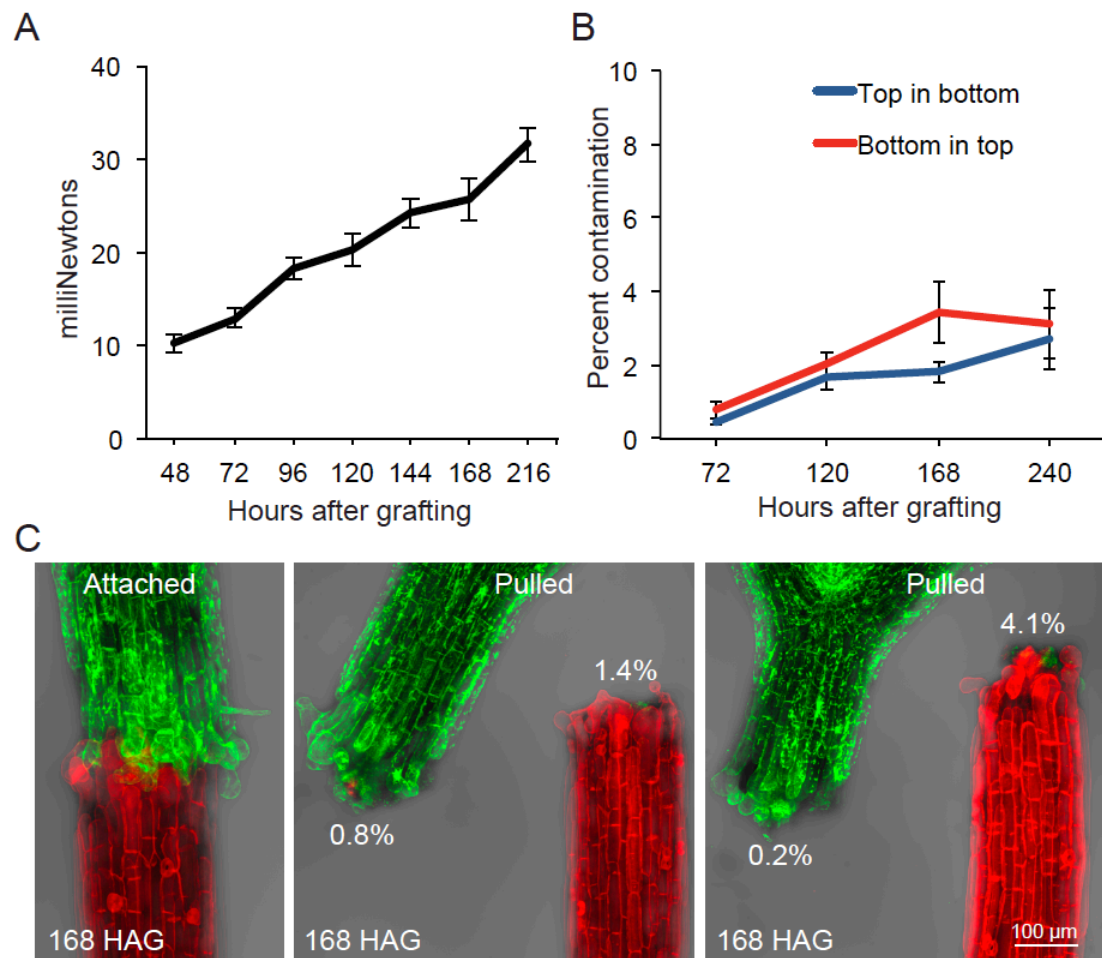 A
40
30
20
10
0
milliNewtons
48 72 96 120 144 168 216
Hours after grafting
B
10
8
6
4
2
0
Percent contamination
Top in bottom
Bottom in top
72 120 168 240
Hours after grafting
C
Attached
168 HAG
Pulled
1.4%
0.8%
168 HAG
Pulled
4.1%
0.2%
168 HAG
100 μm